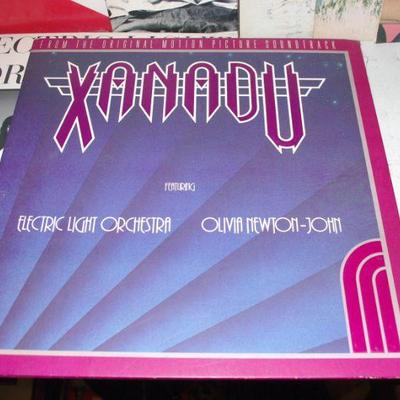 FROM THE ORIGINAL MOTION PICTURE SOUNDTRACK
XANADU
FEATURING
ELECTRIC LIGHT ORCHESTRA OLIVIA NEWTON-JOHN